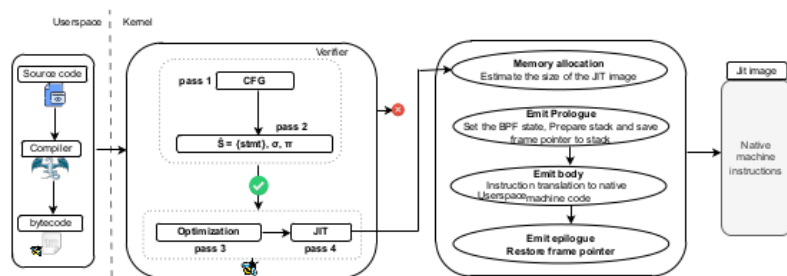 Userspace
Kernel
Source code
Compiler
bytecode
Verifier
pass 1
CFG
pass 2
Ŝ = {stmt}, σ, π
Optimization
JIT
pass 3
pass 4
Memory allocation
Estimate the size of the JIT image
Emit Prologue
Set the BPF state, Prepare stack and save
frame pointer to stack
Emit body
Instruction translation to native
Userspace machine code
Emit epilogue
Restore frame pointer
Jit image
Native
machine
instructions